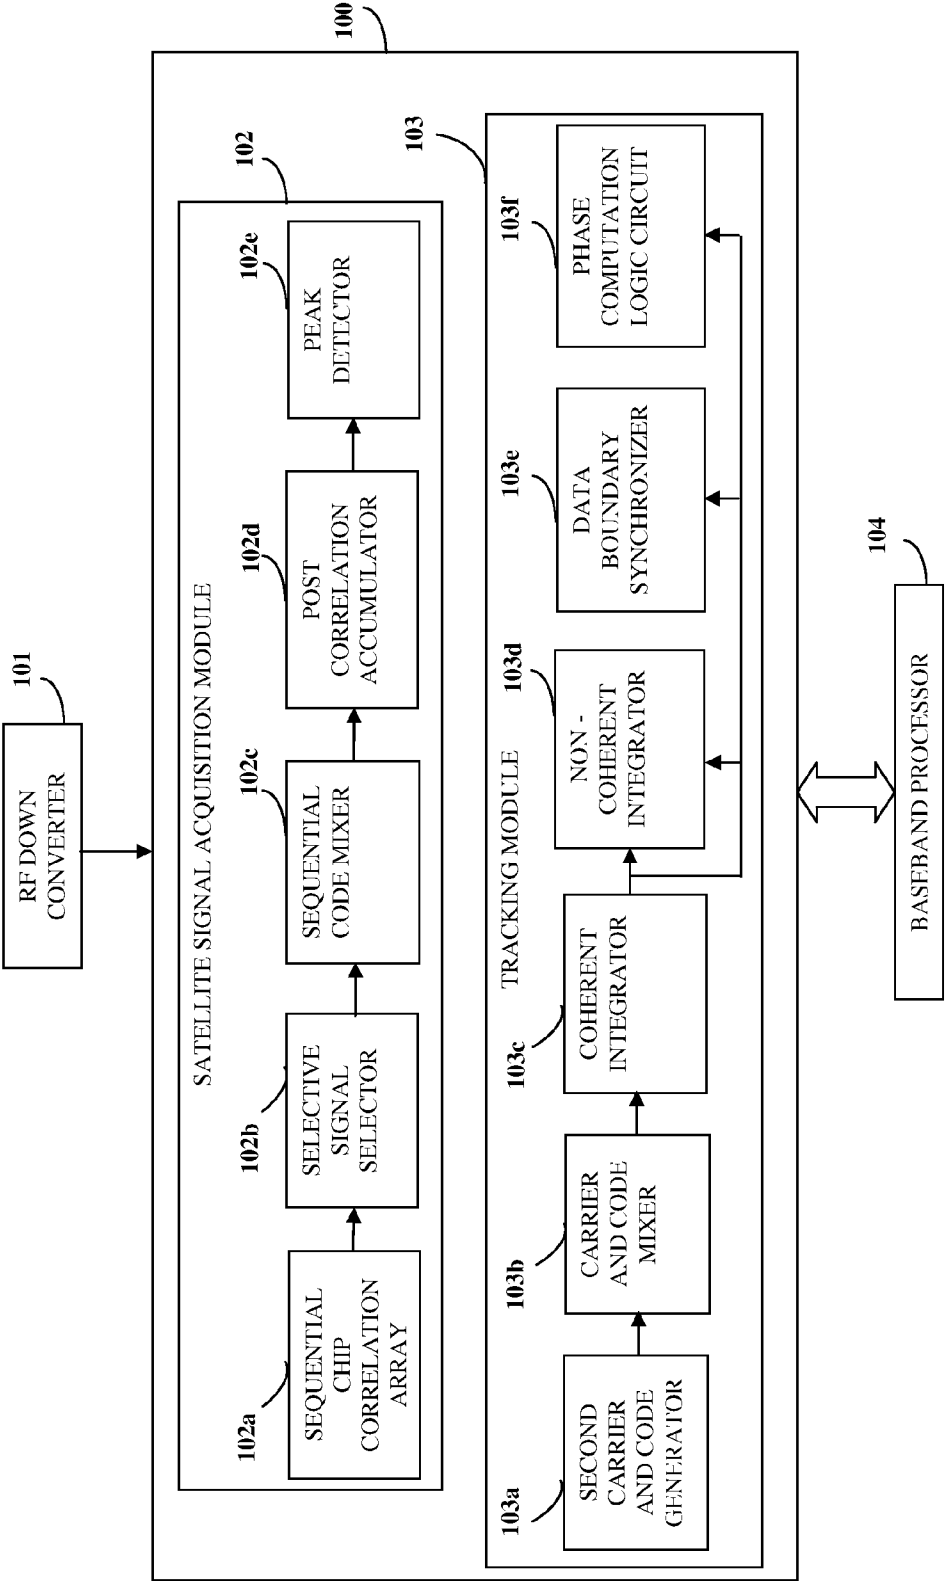 101
RF DOWN
CONVERTER
100
SATELLITE SIGNAL ACQUISITION MODULE
102
102a
SEQUENTIAL
CHIP
CORRELATION
ARRAY
102b
SELECTIVE
SIGNAL
SELECTOR
102c
SEQUENTIAL
CODE MIXER
102d
POST
CORRELATION
ACCUMULATOR
102e
PEAK
DETECTOR
TRACKING MODULE
103
103a
SECOND
CARRIER
AND CODE
GENERATOR
103b
CARRIER
AND CODE
MIXER
103c
COHERENT
INTEGRATOR
103d
NON -
COHERENT
INTEGRATOR
103e
DATA
BOUNDARY
SYNCHRONIZER
103f
PHASE
COMPUTATION
LOGIC CIRCUIT
104
BASEBAND PROCESSOR